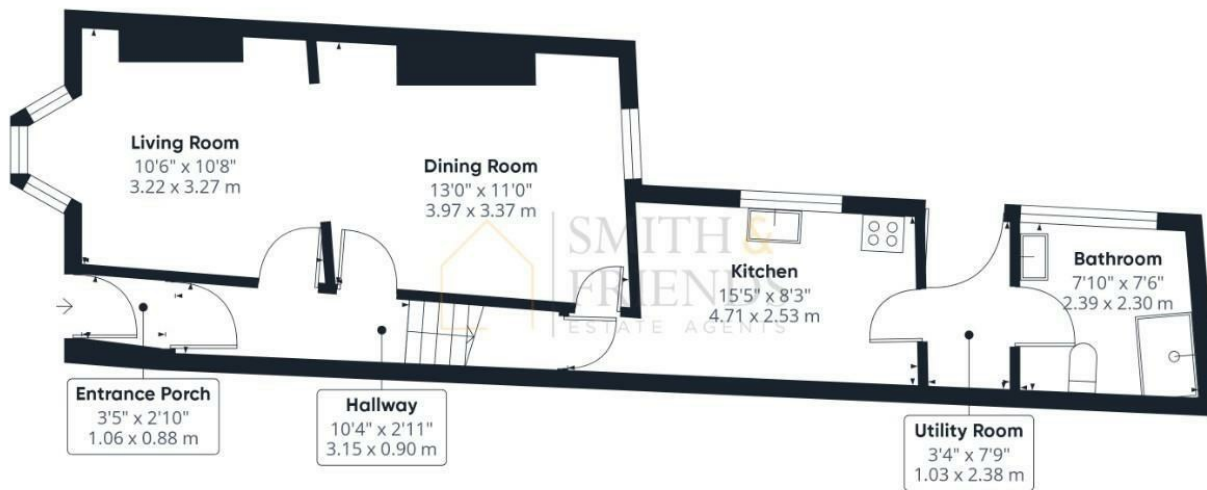 Living Room
10'6" x 10'8"
3.22 x 3.27 m
Dining Room
13'0" x 11'0"
3.97 x 3.37 m
SMITH &
FRIENDS
ESTATE AGENTS
Kitchen
15'5" x 8'3"
4.71 x 2.53 m
Bathroom
7'10" x 7'6"
2.39 x 2.30 m
Entrance Porch
3'5" x 2'10"
1.06 x 0.88 m
Hallway
10'4" x 2'11"
3.15 x 0.90 m
Utility Room
3'4" x 7'9"
1.03 x 2.38 m